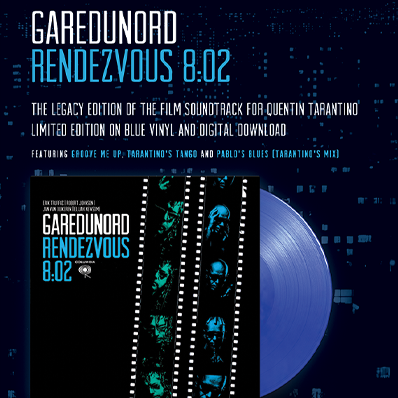 GAREDUNORD
RENDEZVOUS 8:02
THE LEGACY EDITION OF THE FILM SOUNDTRACK FOR QUENTIN TARANTINO
LIMITED EDITION ON BLUE VINYL AND DIGITAL DOWNLOAD
FEATURING GROOVE ME UP, TARANTINO'S TANGO AND PABLO'S BLUES (TARANTINO'S MIX)
GAREDUNORD
RENDEZVOUS
8:02
COLUMBIA